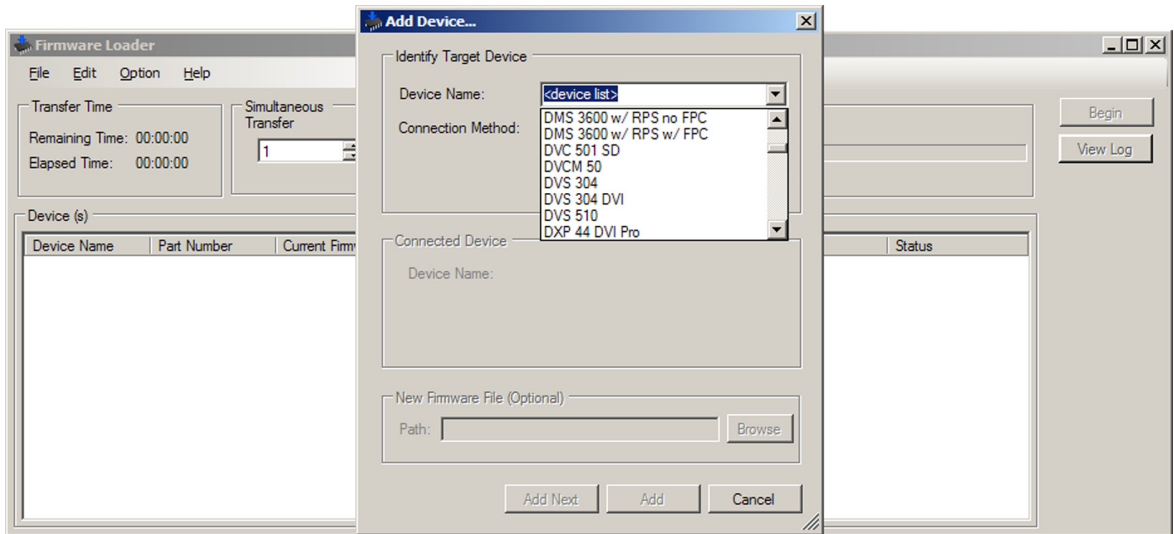 Firmware Loader
File Edit Option Help
Transfer Time
Remaining Time: 00:00:00
Elapsed Time: 00:00:00
Simultaneous
Transfer
1
Begin
View Log
Device (s)
Device Name Part Number Current Firm Status
Add Device...
Identify Target Device
Device Name: <device list>
Connection Method:
DMS 3600 w/ RPS no FPC
DMS 3600 w/ RPS w/ FPC
DVC 501 SD
DVCM 50
DVS 304
DVS 304 DVI
DVS 510
DXP 44 DVI Pro
Connected Device
Device Name:
New Firmware File (Optional)
Path: Browse
Add Next Add Cancel